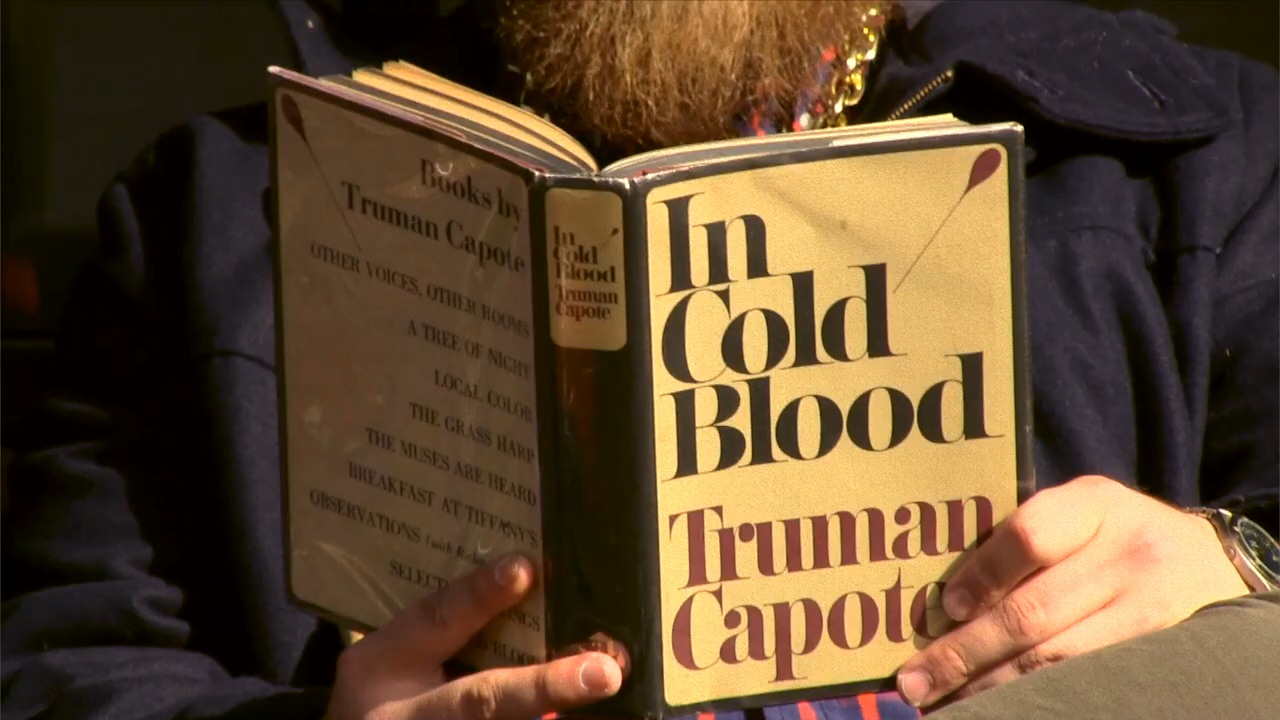 Books by
Truman Capote
OTHER VOICES, OTHER ROOMS
A TREE OF NIGHT
LOCAL COLOR
THE GRASS HARP
THE MUSES ARE HEARD
BREAKFAST AT TIFFANY'S
OBSERVATIONS (with
In
Cold
Blood
Truman
Capote
In
Cold
Blood
Truman
Capote